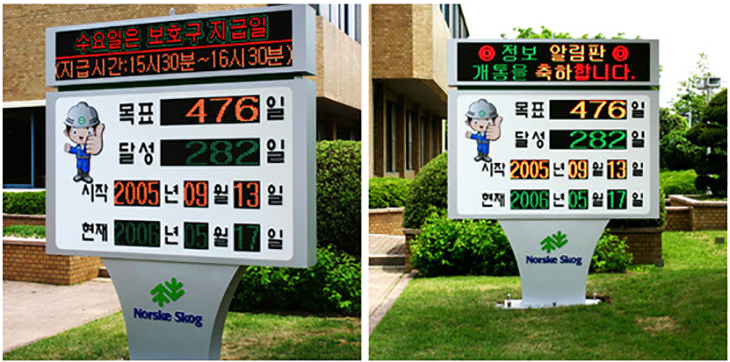 수요일은 보호구 지급일
(지급시간:15시30분~16시30분)
목표 476 일
달성 282 일
시작 2005 년 09 월 13 일
현재 2006 년 05 월 17 일
Norske Skog
정보 알림판
개통을 축하합니다.
목표 476 일
달성 282 일
시작 2005 년 09 월 13 일
현재 2006 년 05 월 17 일
Norske Skog